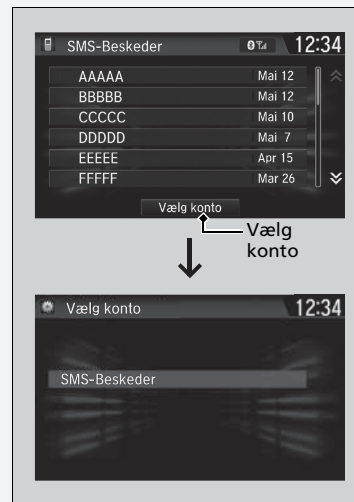 SMS-Beskeder 12:34
AAAAA Mai 12
BBBBB Mai 12
CCCCC Mai 10
DDDDD Mai 7
EEEEE Apr 15
FFFFF Mar 26
Vælg konto
Vælg
konto
Vælg konto 12:34
SMS-Beskeder